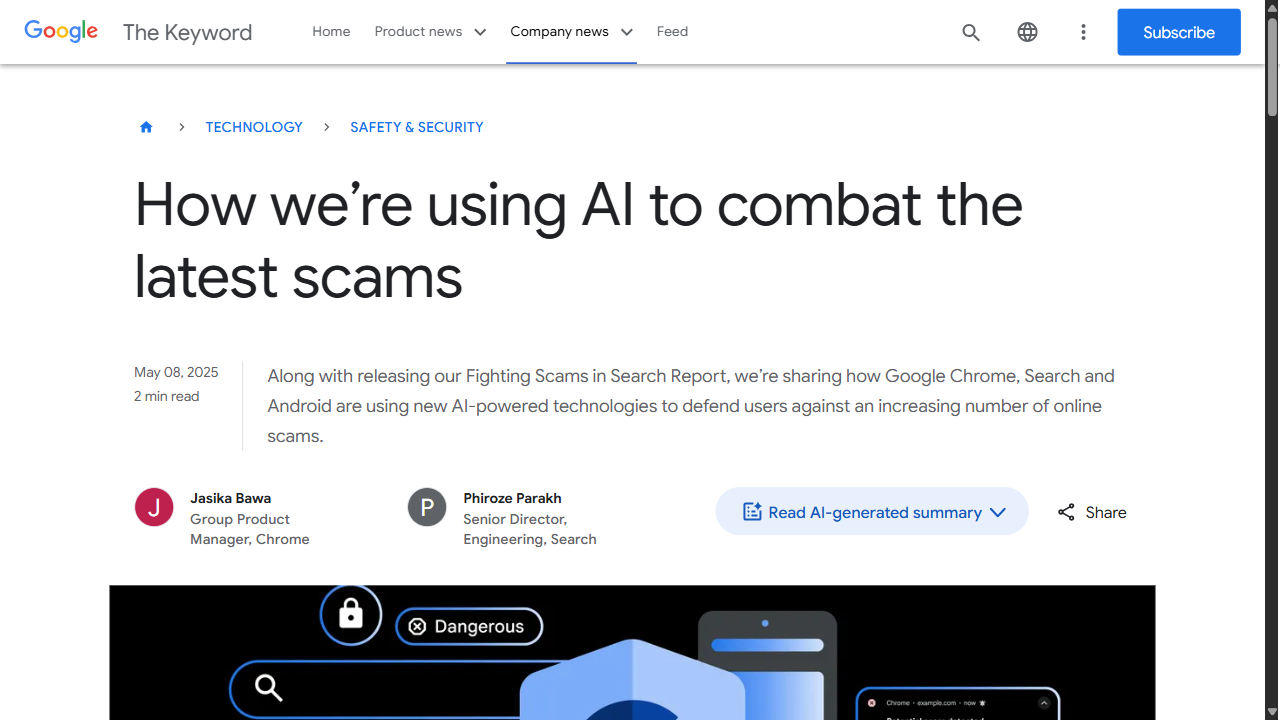 Google The Keyword Home Product news Company news Feed Subscribe
TECHNOLOGY SAFETY & SECURITY
How we’re using AI to combat the
latest scams
May 08, 2025
2 min read
Along with releasing our Fighting Scams in Search Report, we’re sharing how Google Chrome, Search and
Android are using new AI-powered technologies to defend users against an increasing number of online
scams.
J
Jasika Bawa
Group Product
Manager, Chrome
P
Phiroze Parakh
Senior Director,
Engineering, Search
Read AI-generated summary
Share
Dangerous
Chrome • example.com • now
Potential scam detected